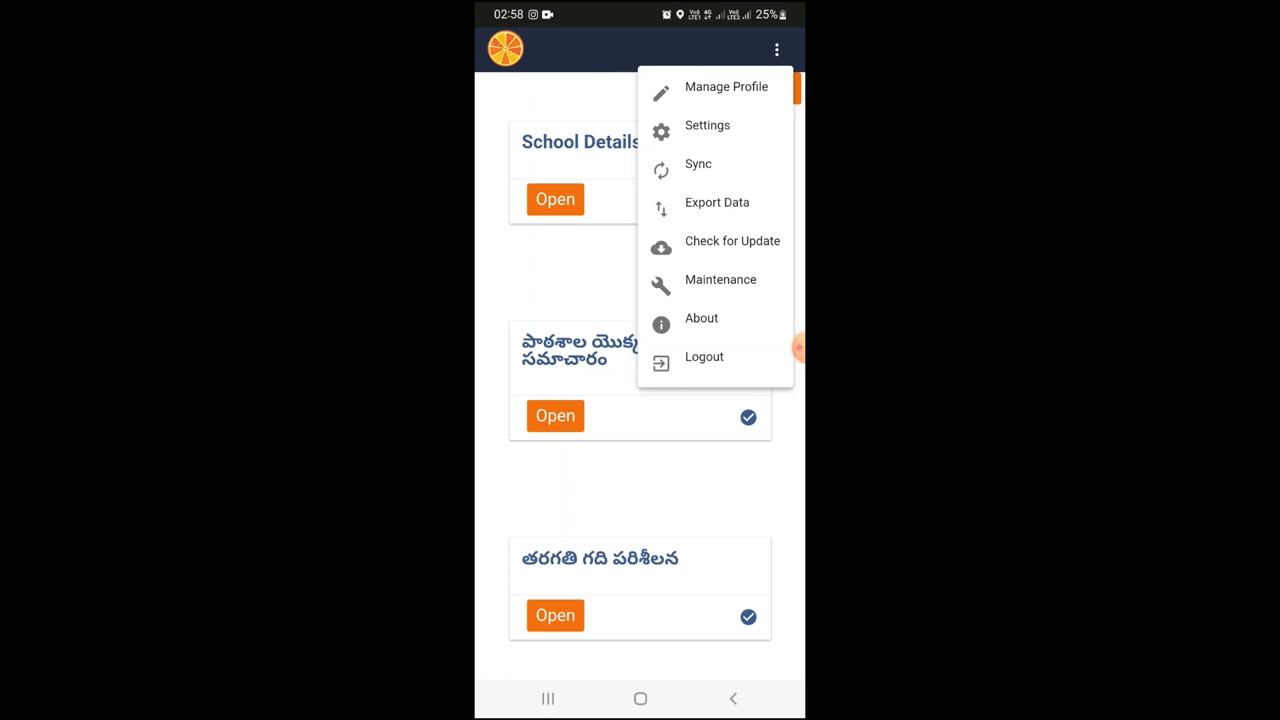 02:58
25%
Manage Profile
Settings
Sync
Export Data
Check for Update
Maintenance
About
Logout
School Details
Open
పాఠశాల యొక్క
సమాచారం
Open
తరగతి గది పరిశీలన
Open